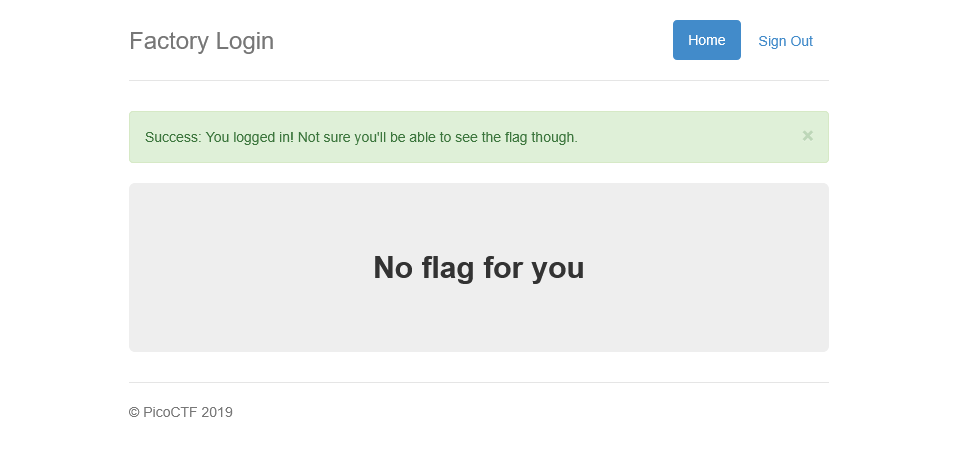 Factory Login
Home
Sign Out
Success: You logged in! Not sure you'll be able to see the flag though.
×
No flag for you
© PicoCTF 2019